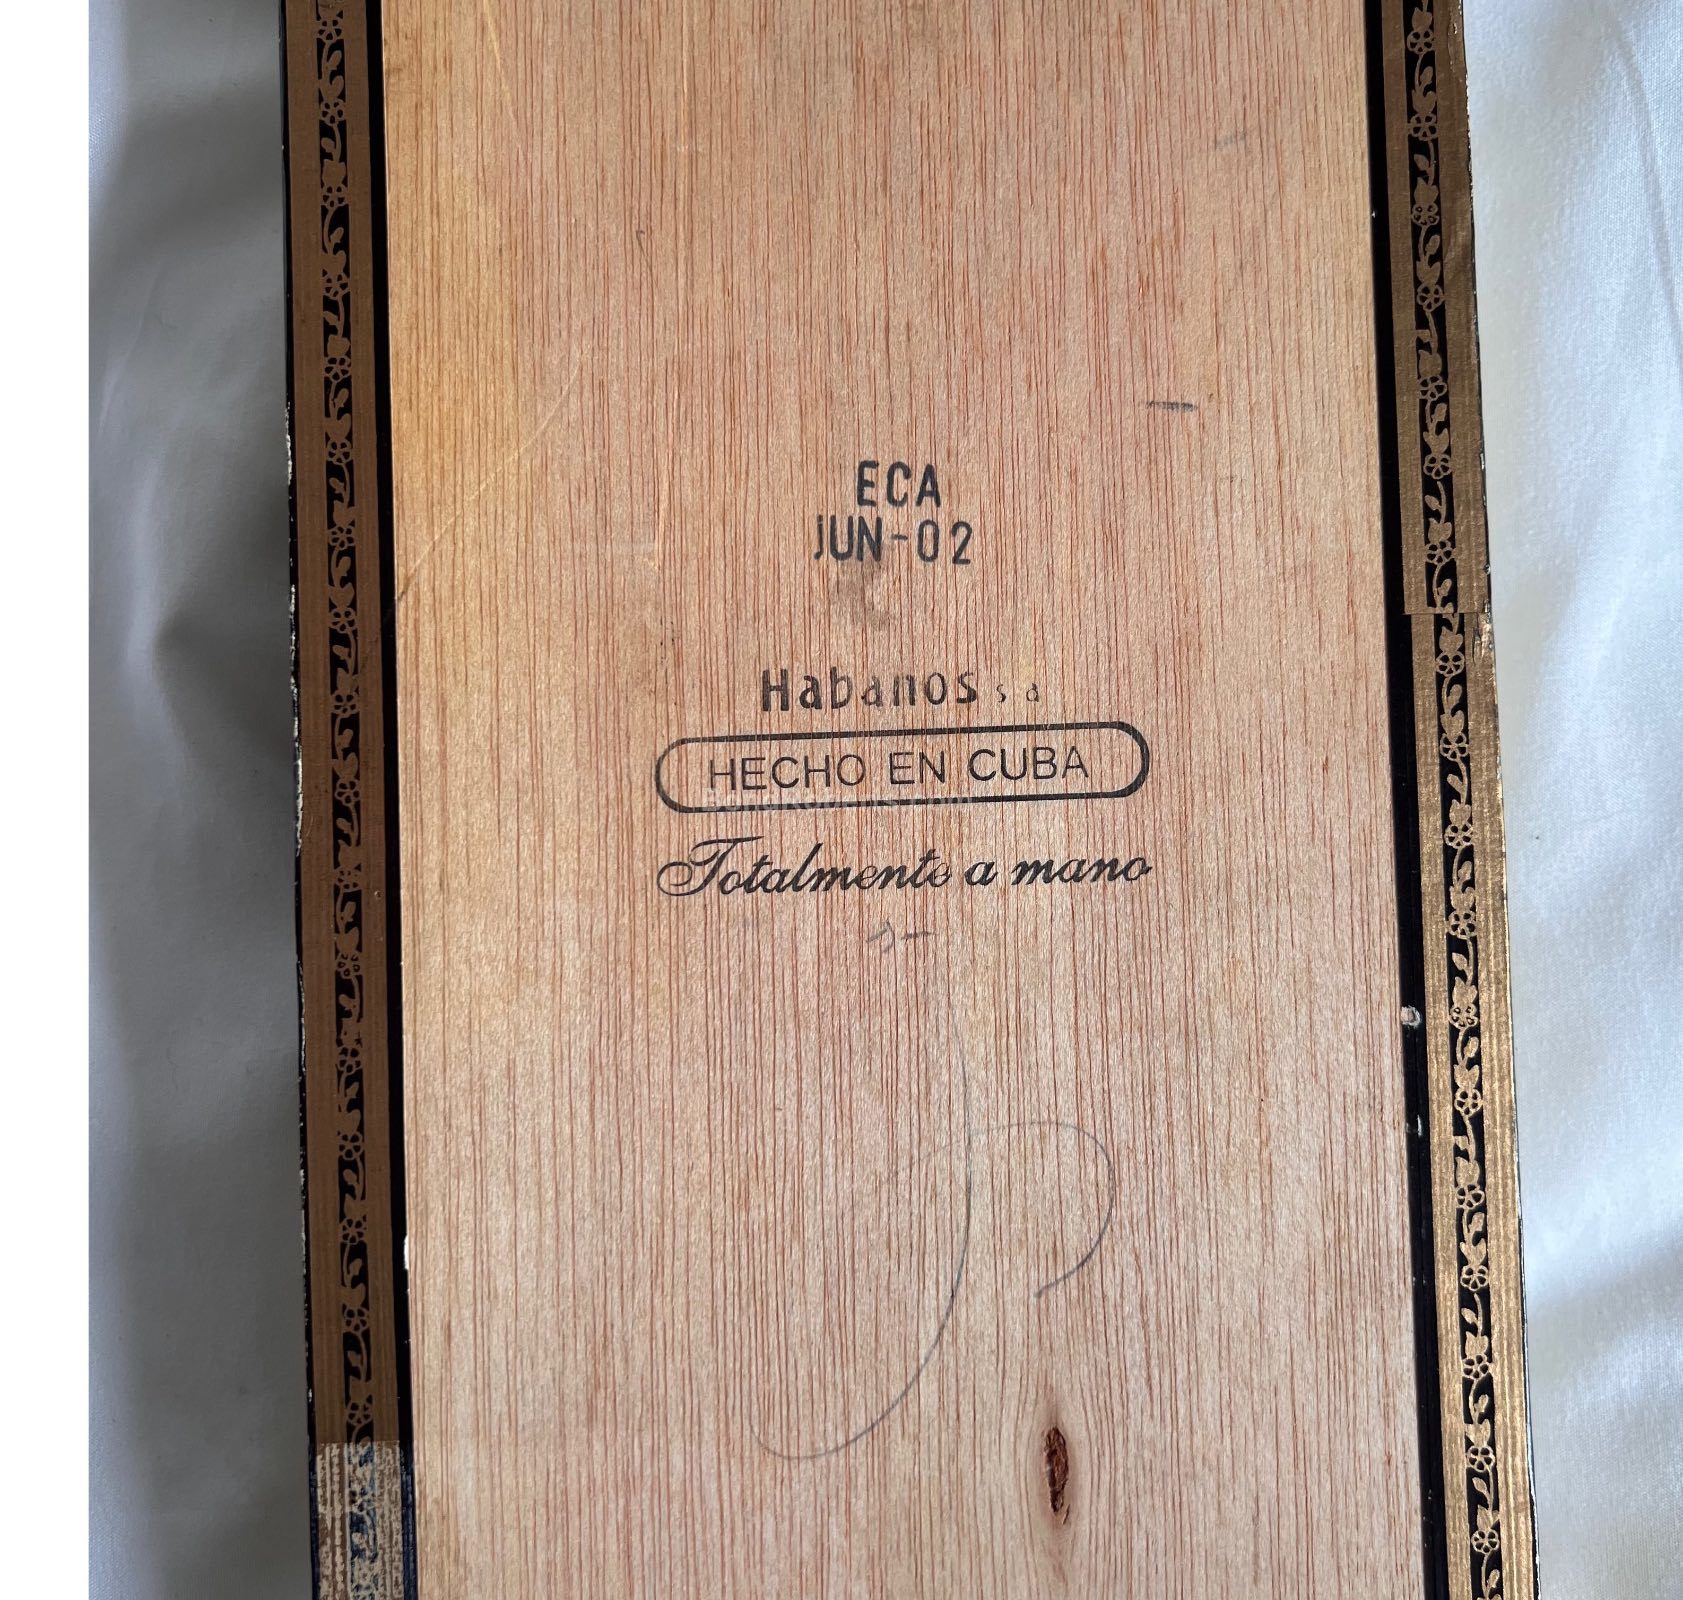 ECA
JUN-02
Habanos s a
HECHO EN CUBA
Totalmente a mano